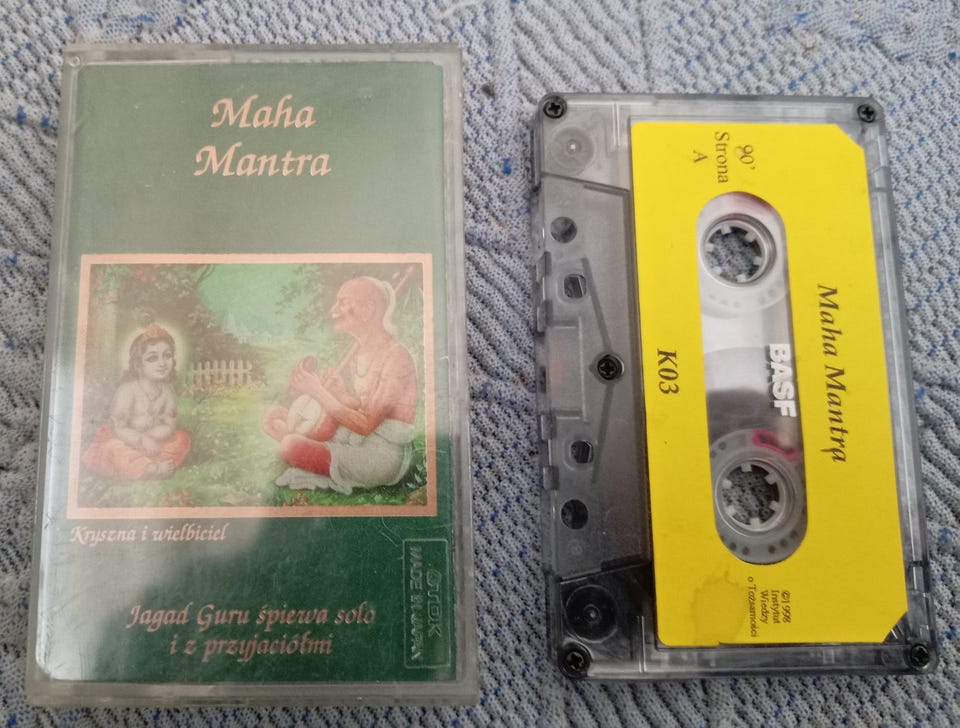 Maha
Mantra
Kryszna i wielbiciel
Jagad Guru śpiewa solo
i z przyjaciółmi
TDK
MADE IN JAPAN
90'
Strona
A
Maha Mantra
BASF
K03
©1998
Instytut
Wiedzy
o Tożsamości